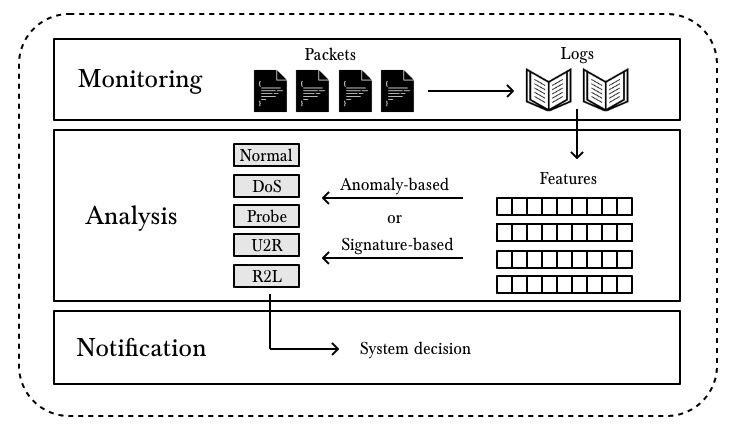 Monitoring
Packets
Logs
Analysis
Normal
DoS
Probe
U2R
R2L
Anomaly-based
or
Signature-based
Features
Notification
System decision